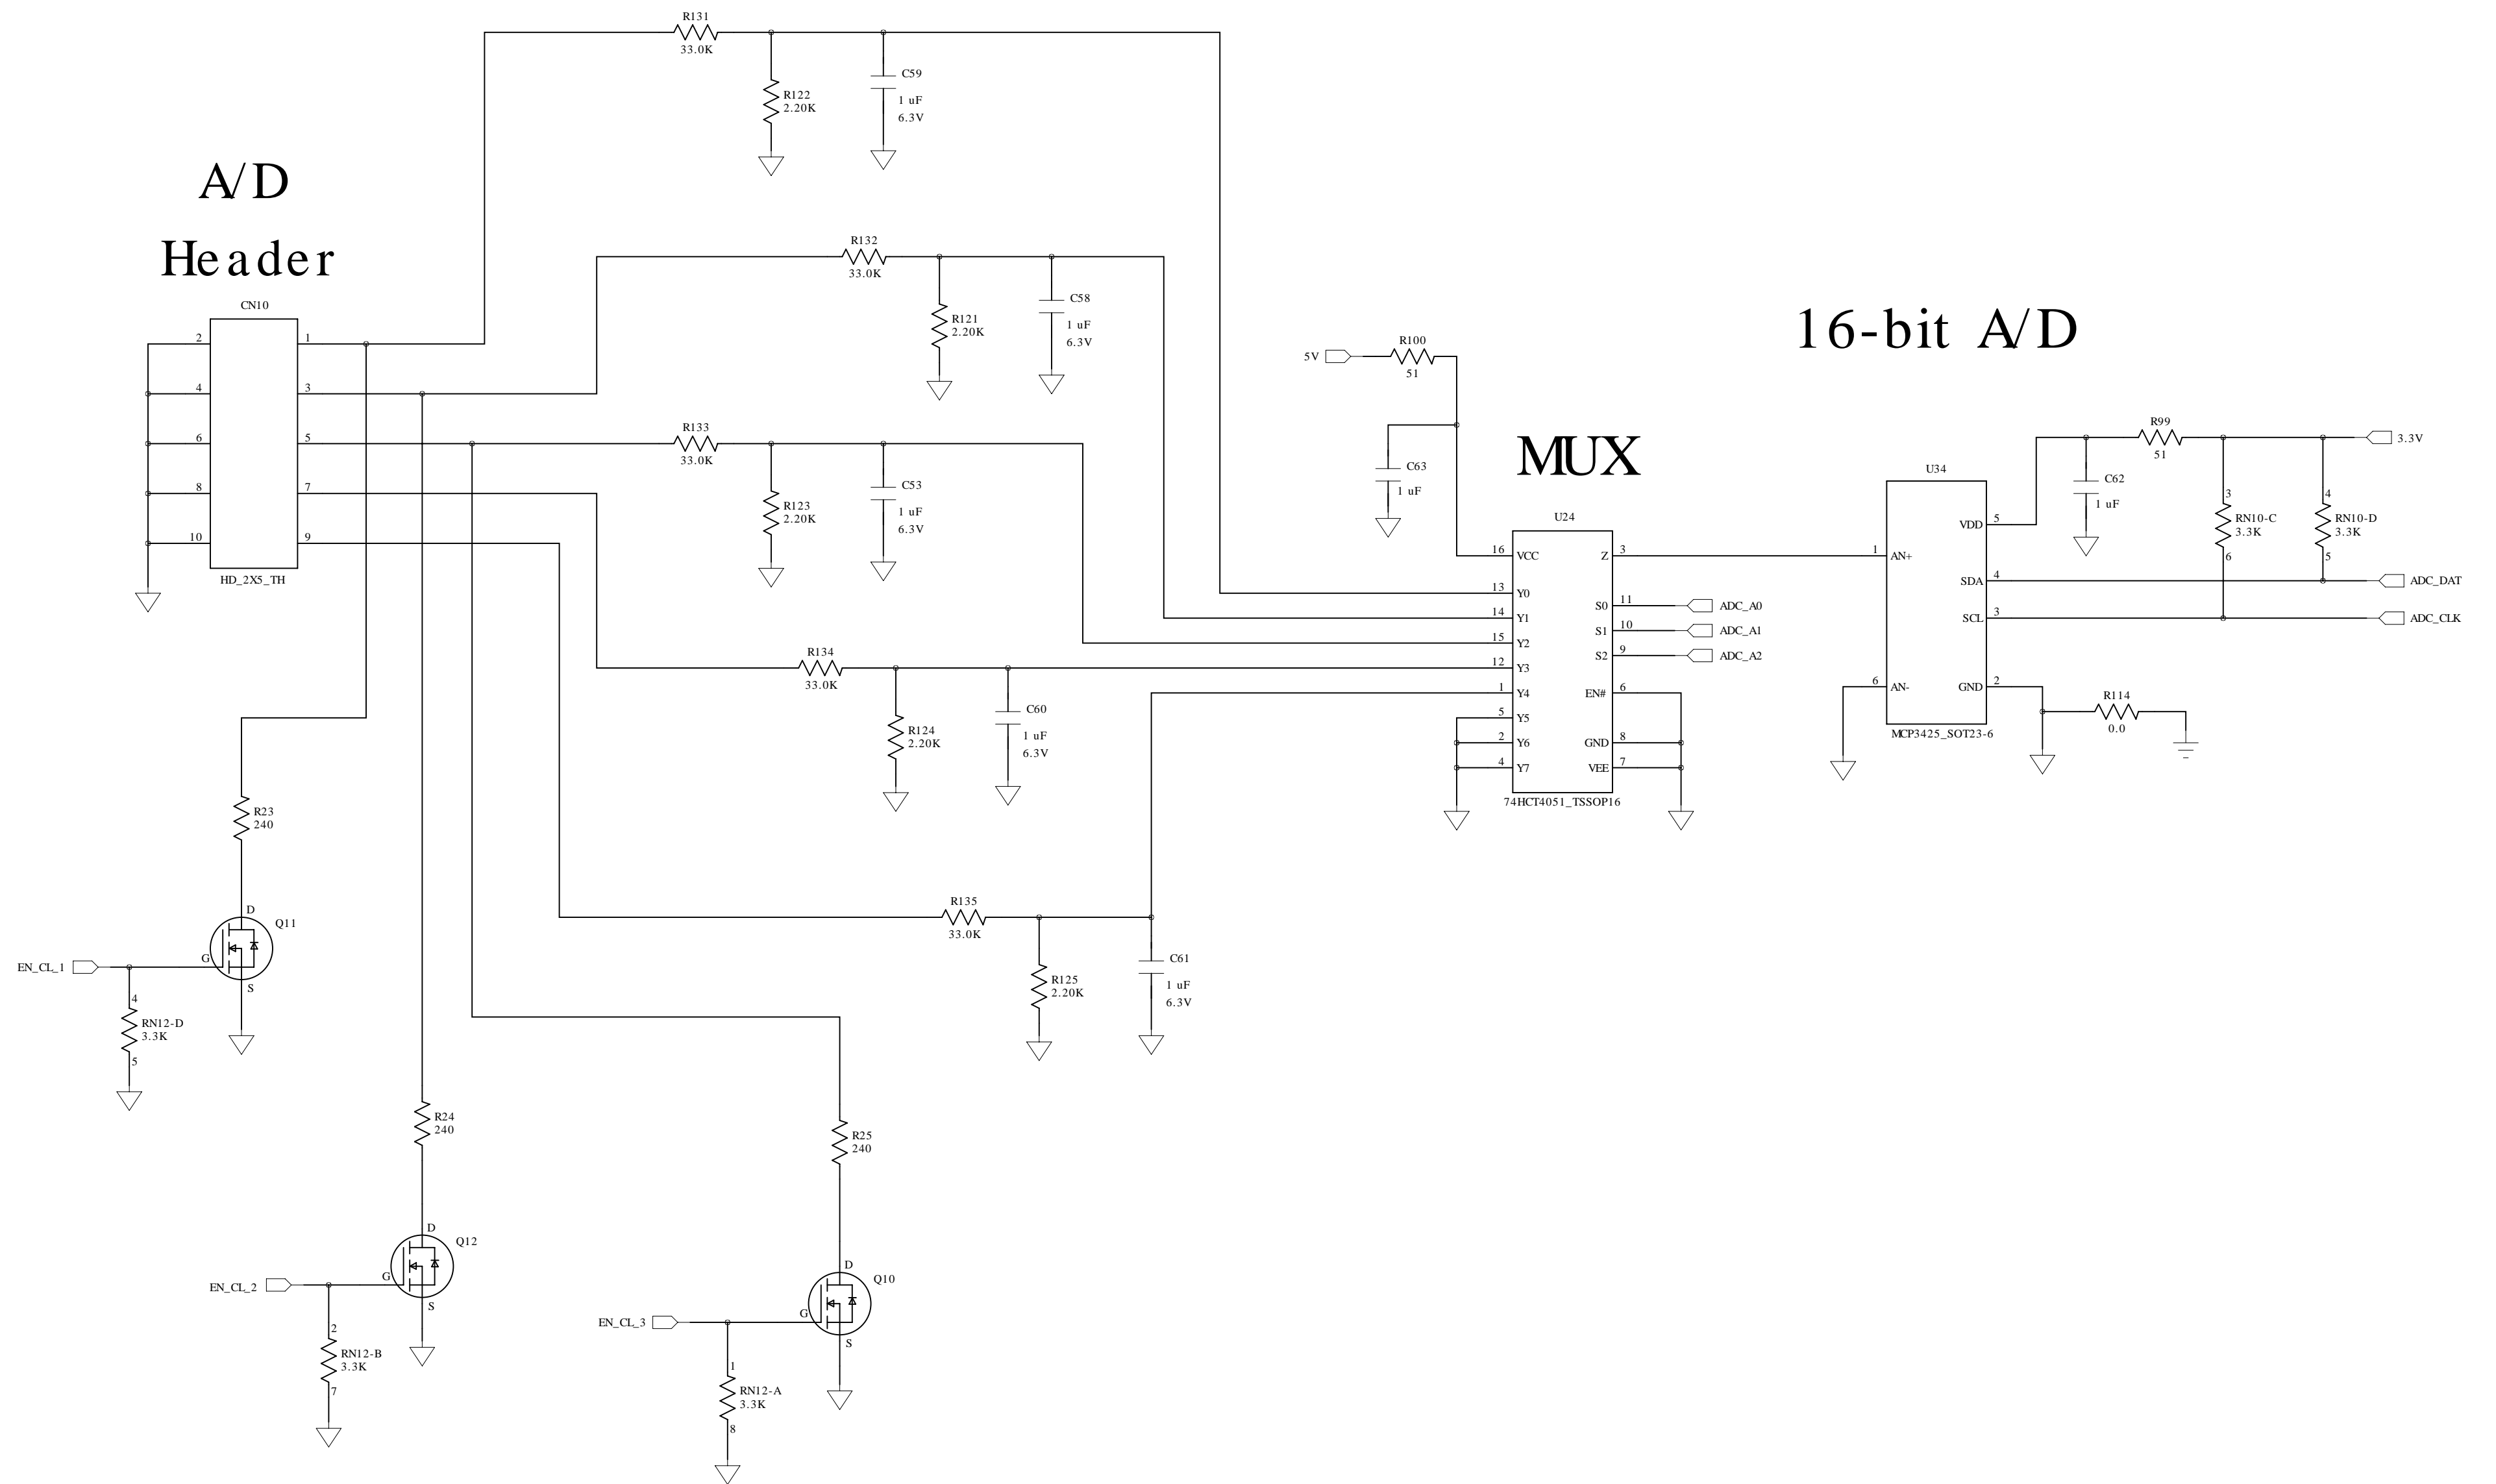 R131
33.0K
C59
1 uF
6.3V
R122
2.20K
A/D
Header
R132
33.0K
C58
1 uF
6.3V
R121
2.20K
CN10
2
1
4
3
6
5
8
7
10
9
HD_2X5_TH
R133
33.0K
C53
1 uF
6.3V
R123
2.20K
R134
33.0K
C60
1 uF
6.3V
R124
2.20K
R135
33.0K
C61
1 uF
6.3V
R125
2.20K
5V
R100
51
C63
1 uF
MUX
U24
16 VCC
Z 3
13 Y0
14 Y1
15 Y2
12 Y3
1 Y4
5 Y5
2 Y6
4 Y7
S0 11
ADC_A0
S1 10
ADC_A1
S2 9
ADC_A2
EN# 6
GND 8
VEE 7
74HCT4051_TSSOP16
16-bit A/D
U34
1 AN+
6 AN-
VDD 5
SDA 4
SCL 3
GND 2
MCP3425_SOT23-6
R99
51
3.3V
C62
1 uF
3
RN10-C
3.3K
6
4
RN10-D
3.3K
5
ADC_DAT
ADC_CLK
R114
0.0
R23
240
D
Q11
G
S
EN_CL_1
4
RN12-D
3.3K
5
R24
240
D
Q12
G
S
EN_CL_2
2
RN12-B
3.3K
7
R25
240
D
Q10
G
S
EN_CL_3
1
RN12-A
3.3K
8